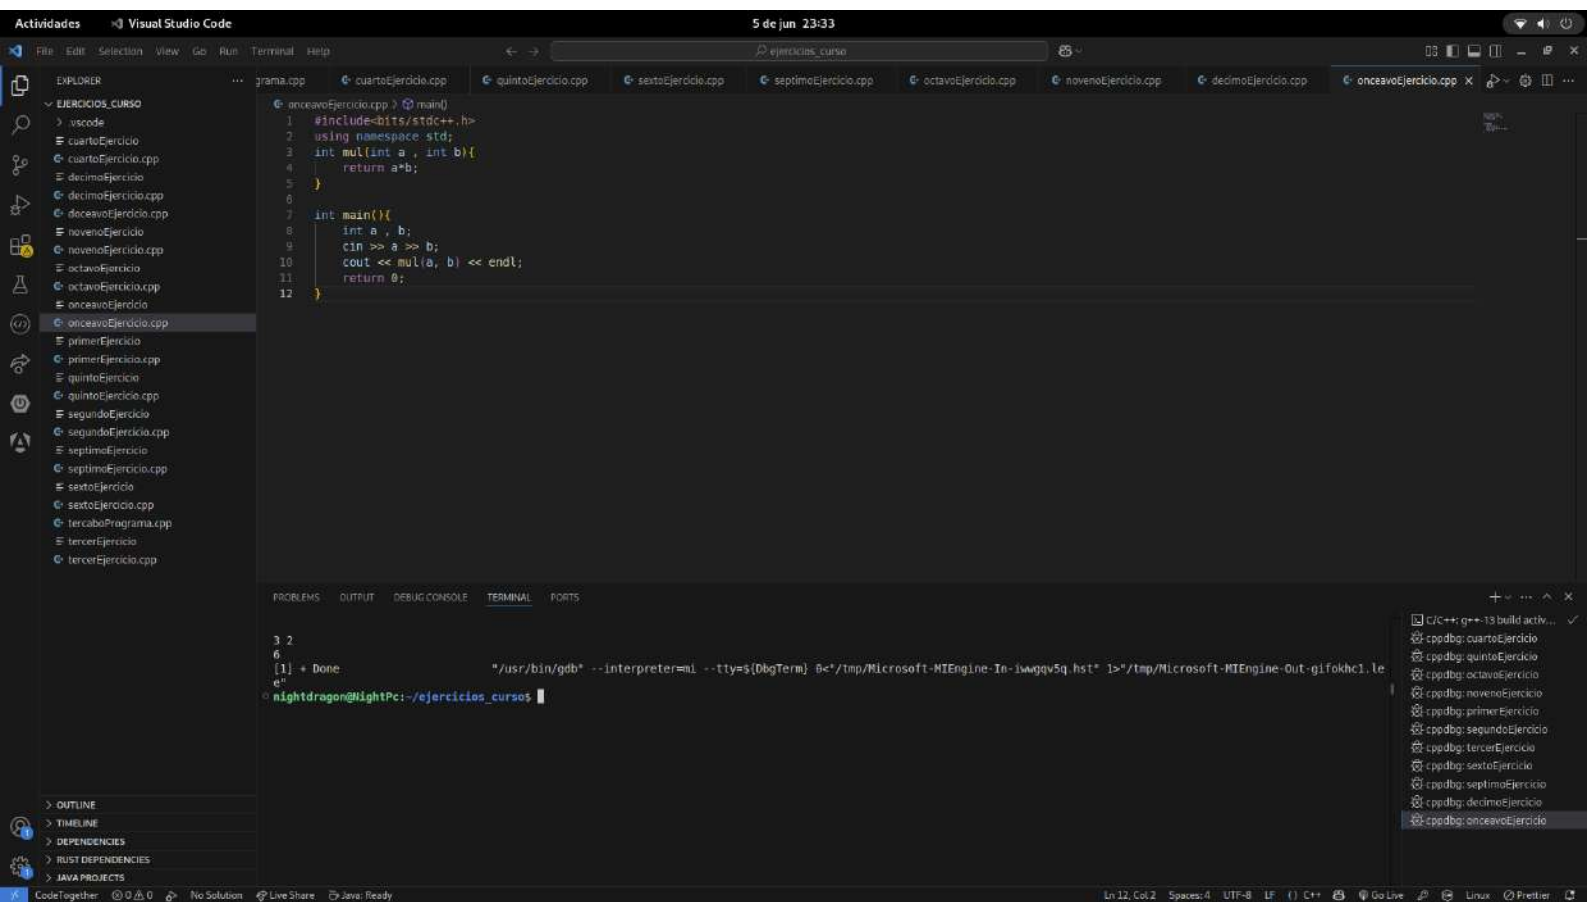 Actividades
Visual Studio Code
5 de jun 23:33
File Edit Selection View Go Run Terminal Help
ejercicios_curso
EXPLORER
EJERCICIOS_CURSO
.vscode
cuartoEjercicio
cuartoEjercicio.cpp
decimoEjercicio
decimoEjercicio.cpp
doceavoEjercicio.cpp
novenoEjercicio
novenoEjercicio.cpp
octavoEjercicio
octavoEjercicio.cpp
onceavoEjercicio
onceavoEjercicio.cpp
primerEjercicio
primerEjercicio.cpp
quintoEjercicio
quintoEjercicio.cpp
segundoEjercicio
segundoEjercicio.cpp
septimoEjercicio
septimoEjercicio.cpp
sextoEjercicio
sextoEjercicio.cpp
tercaboPrograma.cpp
tercerEjercicio
tercerEjercicio.cpp
OUTLINE
TIMELINE
DEPENDENCIES
RUST DEPENDENCIES
JAVA PROJECTS
grama.cpp cuartoEjercicio.cpp quintoEjercicio.cpp sextoEjercicio.cpp septimoEjercicio.cpp octavoEjercicio.cpp novenoEjercicio.cpp decimoEjercicio.cpp onceavoEjercicio.cpp
onceavoEjercicio.cpp > main()
1 #include<bits/stdc++.h>
2 using namespace std;
3 int mul(int a , int b){
4 return a*b;
5 }
6
7 int main(){
8 int a , b;
9 cin >> a >> b;
10 cout << mul(a, b) << endl;
11 return 0;
12 }
PROBLEMS OUTPUT DEBUG CONSOLE TERMINAL PORTS
3 2
6
[1] + Done "/usr/bin/gdb" --interpreter=mi --tty=${DbgTerm} 0<"/tmp/Microsoft-MIEngine-In-iwwgqv5q.hst" 1>"/tmp/Microsoft-MIEngine-Out-gifokhc1.le
e"
nightdragon@NightPc:~/ejercicios_curso$
C/C++: g++-13 build activ...
cppdbg: cuartoEjercicio
cppdbg: quintoEjercicio
cppdbg: octavoEjercicio
cppdbg: novenoEjercicio
cppdbg: primerEjercicio
cppdbg: segundoEjercicio
cppdbg: tercerEjercicio
cppdbg: sextoEjercicio
cppdbg: septimoEjercicio
cppdbg: decimoEjercicio
cppdbg: onceavoEjercicio
CodeTogether 0 0 No Solution Live Share Java: Ready
Ln 12, Col 2 Spaces: 4 UTF-8 LF {} C++ Go Live Linux Prettier